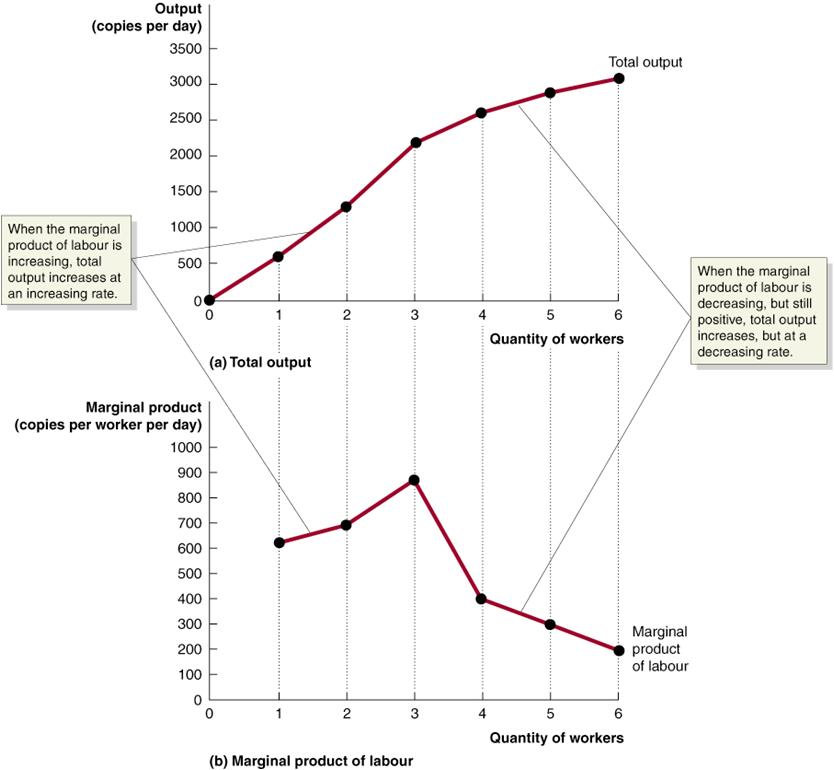 Output
(copies per day)
3500
3000
2500
2000
1500
1000
500
0
Total output
0 1 2 3 4 5 6
Quantity of workers
(a) Total output
When the marginal
product of labour is
increasing, total
output increases at
an increasing rate.
When the marginal
product of labour is
decreasing, but still
positive, total output
increases, but at a
decreasing rate.
Marginal product
(copies per worker per day)
1000
900
800
700
600
500
400
300
200
100
0
Marginal
product
of labour
0 1 2 3 4 5 6
Quantity of workers
(b) Marginal product of labour